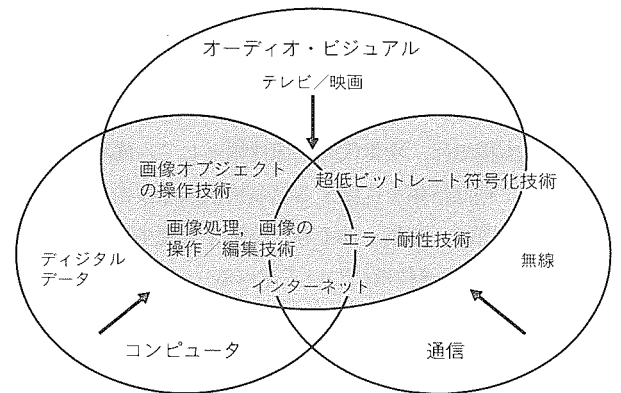 オーディオ・ビジュアル
テレビ／映画
画像オブジェクト
の操作技術
超低ビットレート符号化技術
画像処理，画像の
操作／編集技術
エラー耐性技術
ディジタル
データ
無線
インターネット
コンピュータ
通信